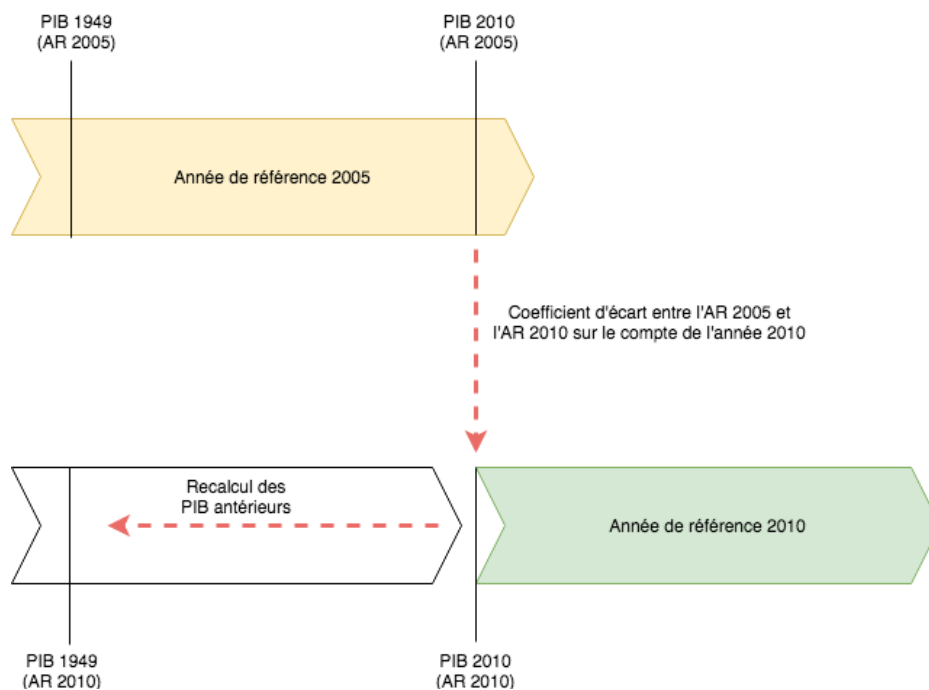 PIB 1949
(AR 2005)
PIB 2010
(AR 2005)
Année de référence 2005
Coefficient d'écart entre l'AR 2005 et
l'AR 2010 sur le compte de l'année 2010
Recalcul des
PIB antérieurs
Année de référence 2010
PIB 1949
(AR 2010)
PIB 2010
(AR 2010)